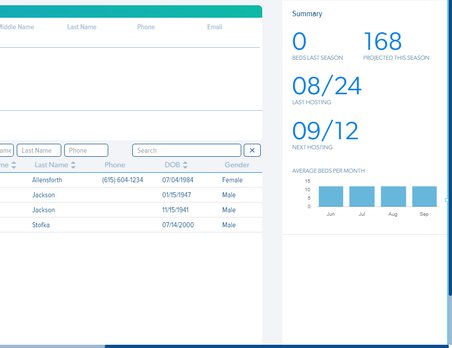 Middle Name Last Name Phone Email
Last Name Phone Search ×
Last Name Phone DOB Gender
Allensforth (615) 604-1234 07/04/1984 Female
Jackson 01/15/1947 Male
Jackson 11/15/1941 Male
Stofka 07/14/2000 Male
Summary
0 168
BEDS LAST SEASON PROJECTED THIS SEASON
08/24
LAST HOSTING
09/12
NEXT HOSTING
AVERAGE BEDS PER MONTH
15
10
5
0
Jun Jul Aug Sep